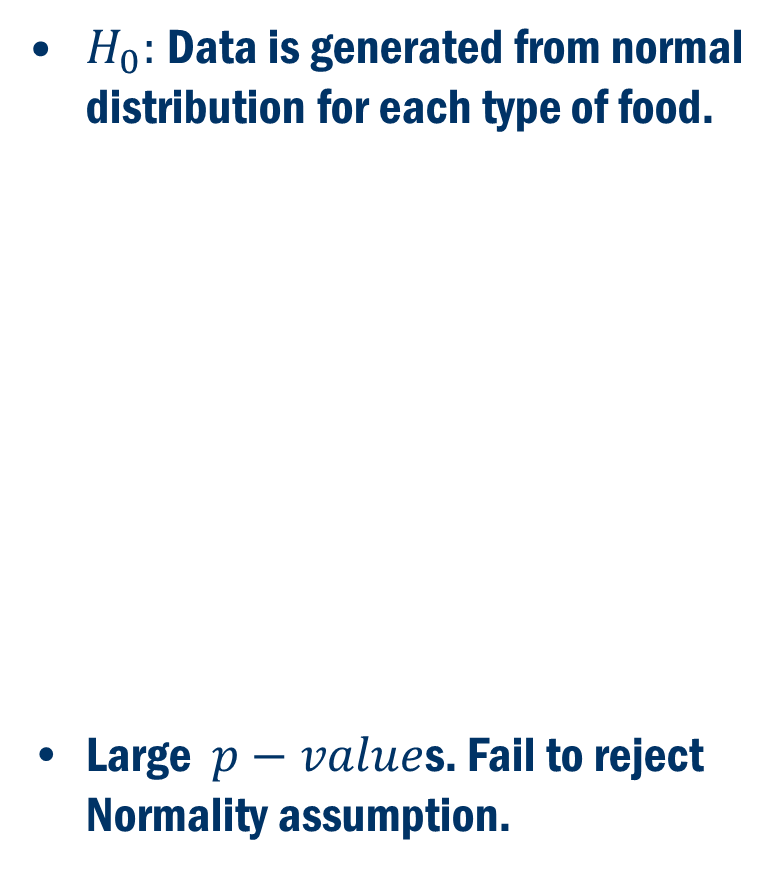 • H₀: Data is generated from normal
distribution for each type of food.
• Large p − values. Fail to reject
Normality assumption.